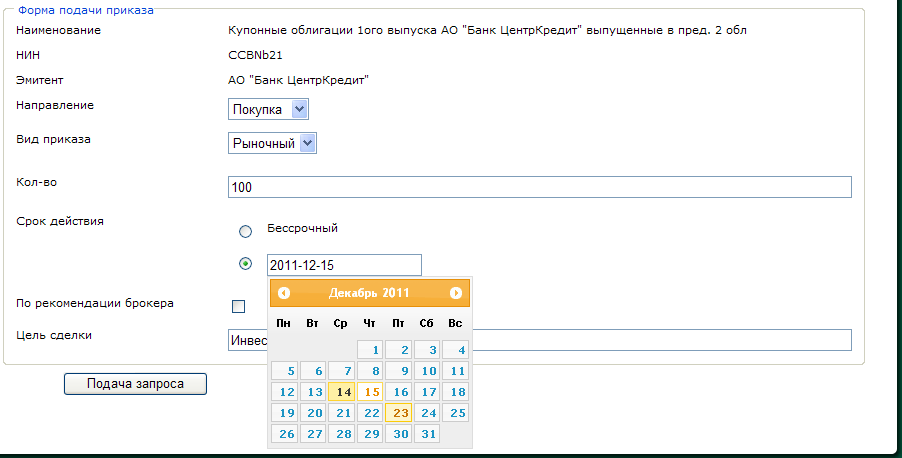 Форма подачи приказа
Наименование Купонные облигации 1ого выпуска АО "Банк ЦентрКредит" выпущенные в пред. 2 обл
НИН CCBNb21
Эмитент АО "Банк ЦентрКредит"
Направление Покупка
Вид приказа Рыночный
Кол-во 100
Срок действия Бессрочный
2011-12-15
Декабрь 2011
По рекомендации брокера
Пн Вт Ср Чт Пт Сб Вс
Цель сделки Инвес
1 2 3 4
5 6 7 8 9 10 11
12 13 14 15 16 17 18
19 20 21 22 23 24 25
26 27 28 29 30 31
Подача запроса